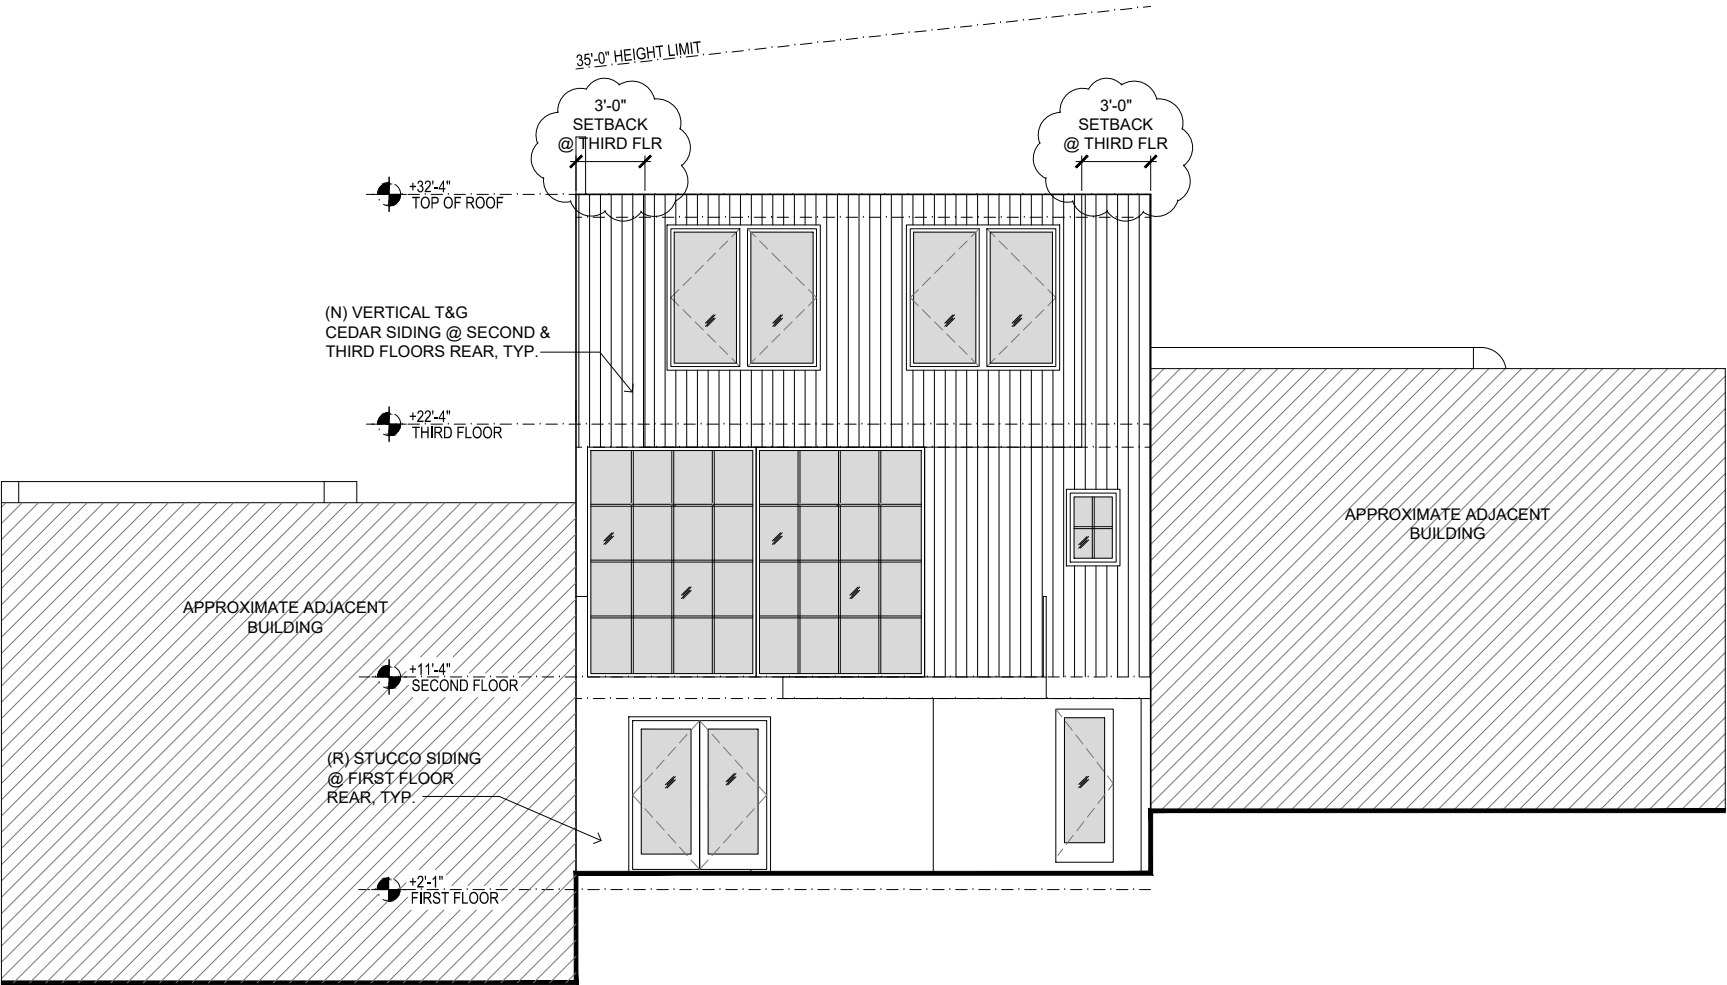 35'-0" HEIGHT LIMIT
3'-0"
SETBACK
@ THIRD FLR
3'-0"
SETBACK
@ THIRD FLR
+32'-4"
TOP OF ROOF
(N) VERTICAL T&G
CEDAR SIDING @ SECOND &
THIRD FLOORS REAR, TYP.
+22'-4"
THIRD FLOOR
APPROXIMATE ADJACENT
BUILDING
APPROXIMATE ADJACENT
BUILDING
+11'-4"
SECOND FLOOR
(R) STUCCO SIDING
@ FIRST FLOOR
REAR, TYP.
+2'-1"
FIRST FLOOR